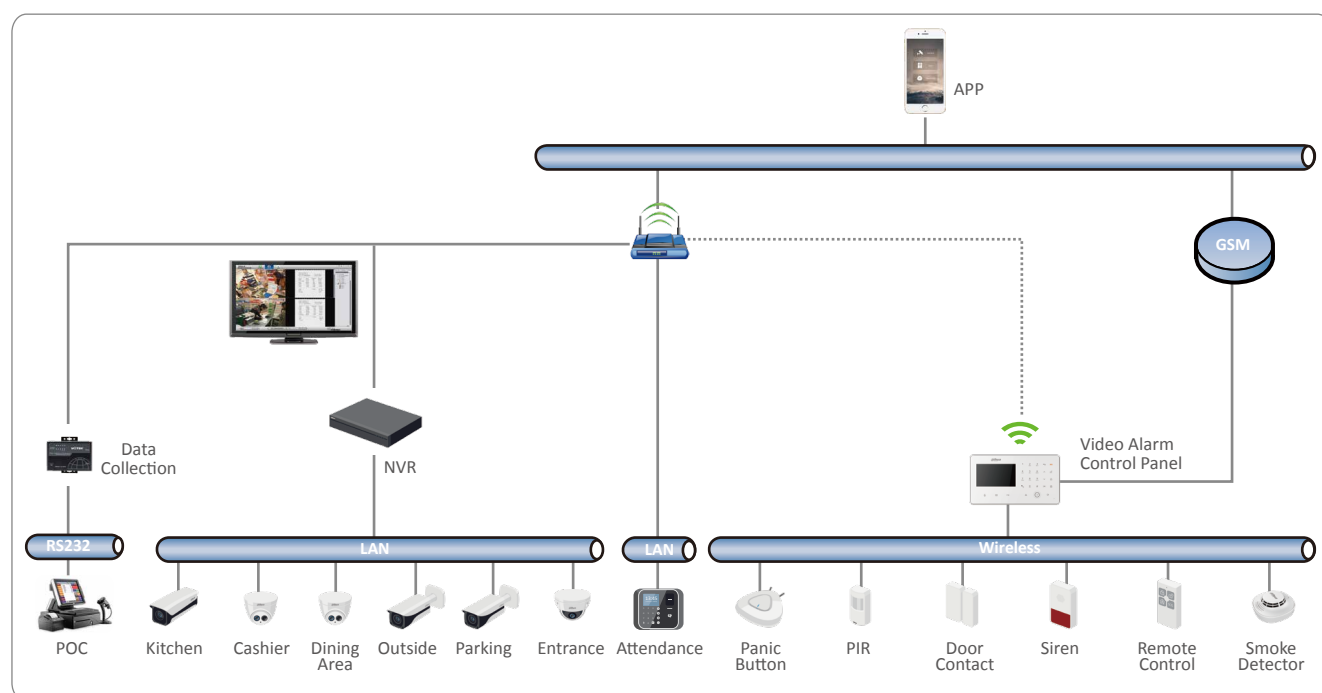 APP
GSM
Data
Collection
NVR
Video Alarm
Control Panel
RS232
LAN
LAN
Wireless
POC
Kitchen
Cashier
Dining
Area
Outside
Parking
Entrance
Attendance
Panic
Button
PIR
Door
Contact
Siren
Remote
Control
Smoke
Detector